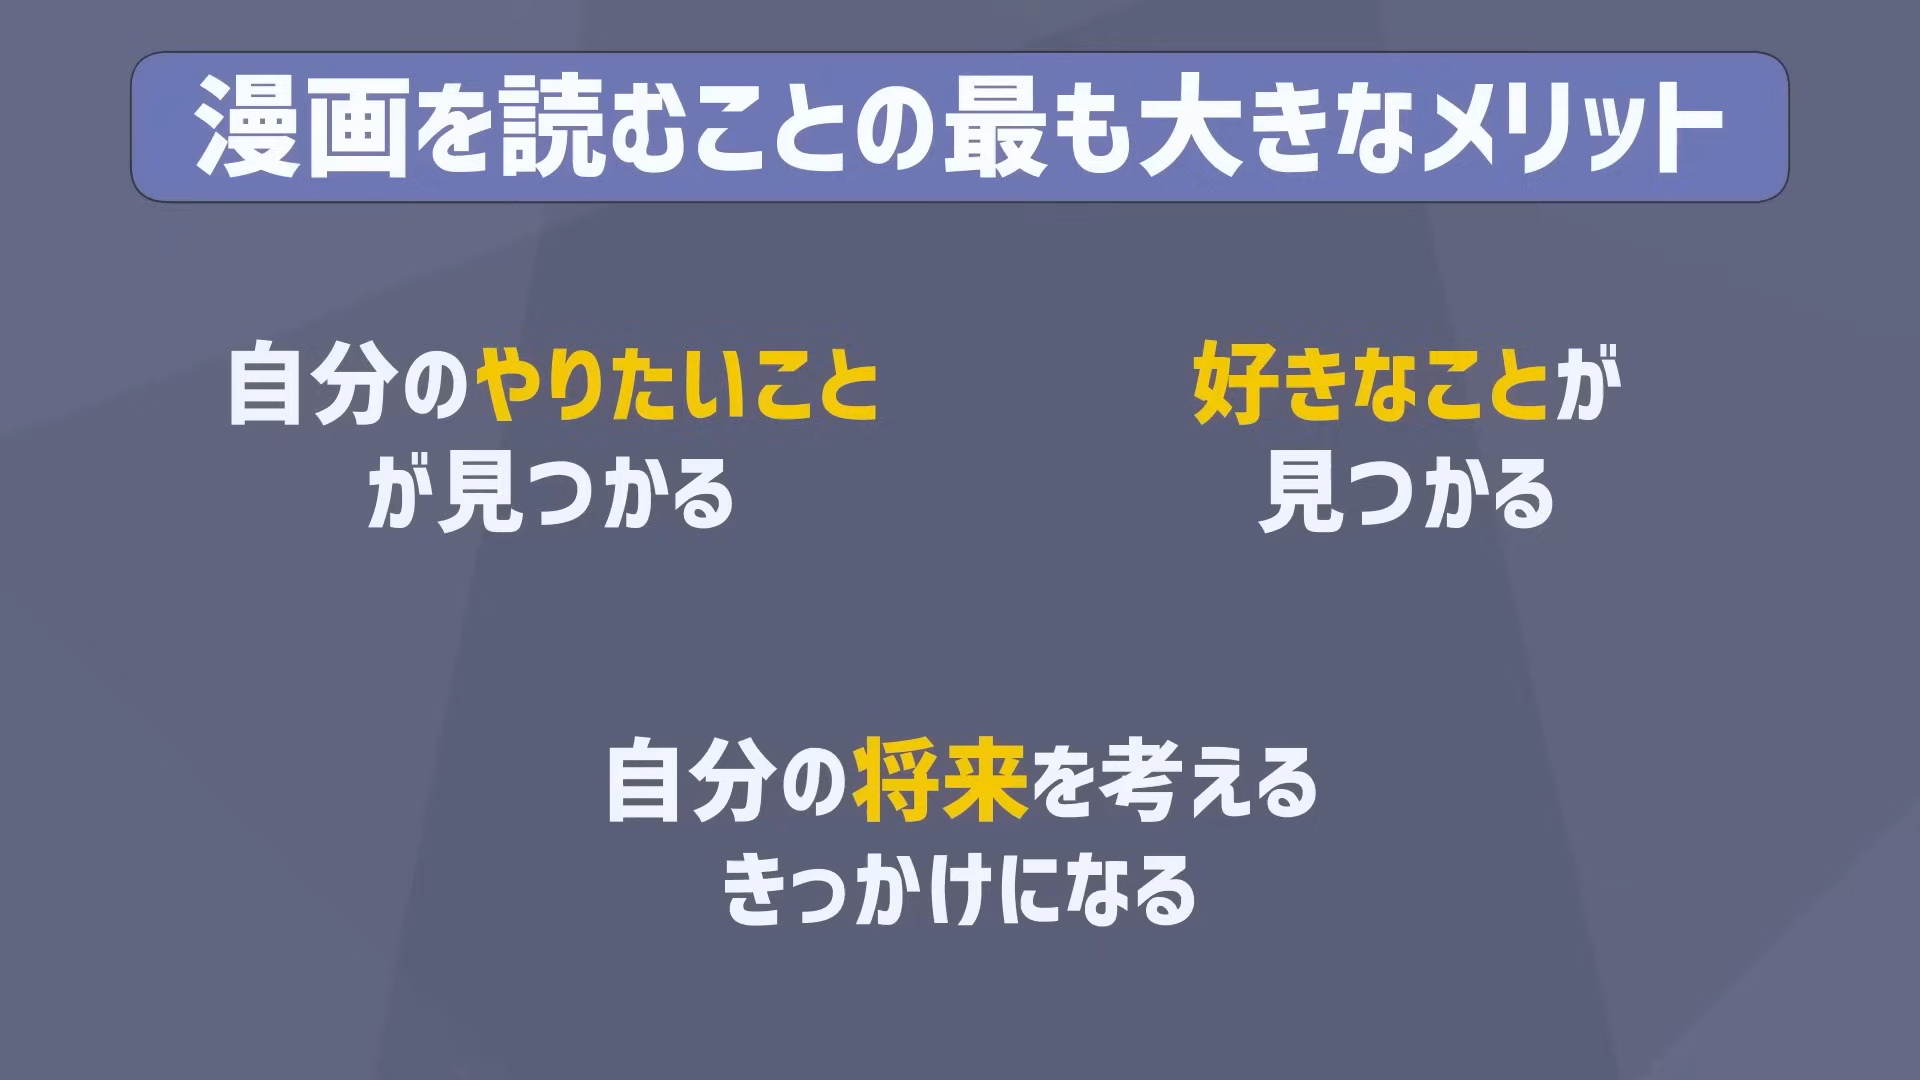 漫画を読むことの最も大きなメリット
自分のやりたいこと
が見つかる
好きなことが
見つかる
自分の将来を考える
きっかけになる